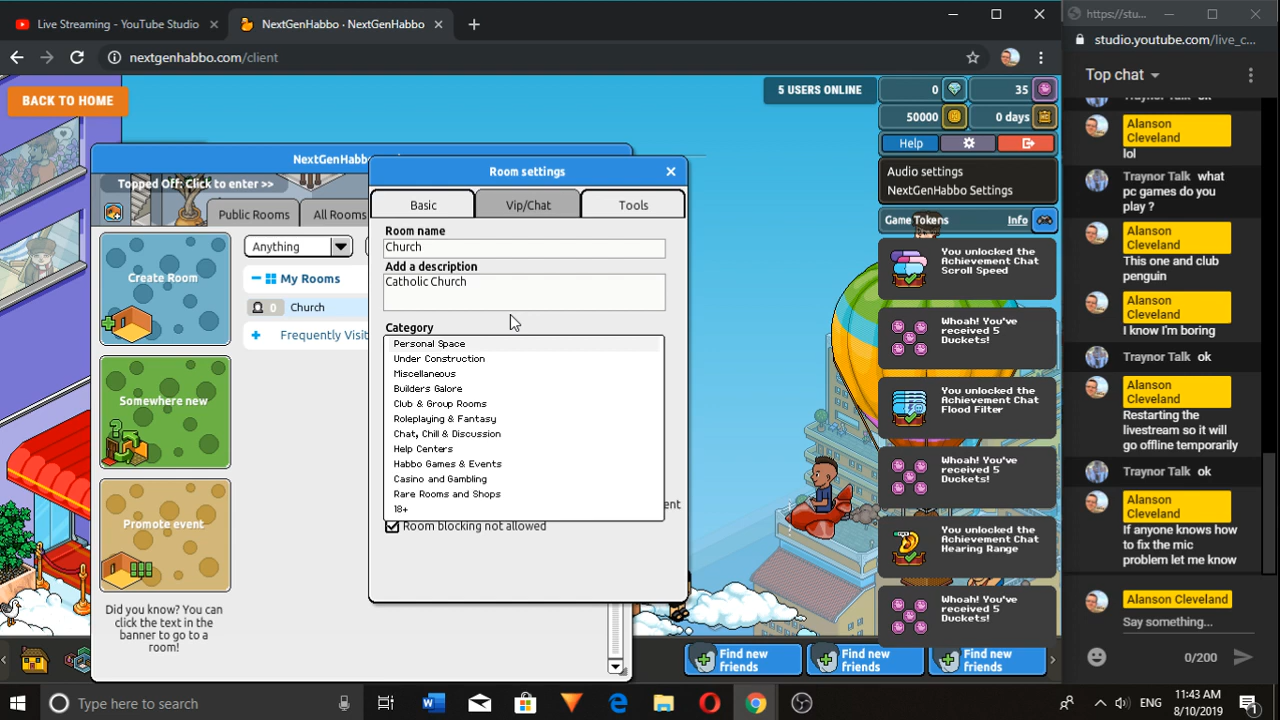 Live Streaming - YouTube Studio
NextGenHabbo · NextGenHabbo
https://stu...
nextgenhabbo.com/client
studio.youtube.com/live_c...
BACK TO HOME
5 USERS ONLINE
0
35
50000
0 days
Help
Audio settings
NextGenHabbo Settings
Game Tokens
Info
You unlocked the
Achievement Chat
Scroll Speed
Whoah! You've
received 5
Duckets!
You unlocked the
Achievement Chat
Flood Filter
Whoah! You've
received 5
Duckets!
You unlocked the
Achievement Chat
Hearing Range
Whoah! You've
received 5
Duckets!
NextGenHabbo
Topped Off: Click to enter >>
Public Rooms
All Rooms
Create Room
Somewhere new
Promote event
Did you know? You can
click the text in the
banner to go to a
room!
Anything
My Rooms
0
Church
Frequently Visit
Room settings
Basic
Vip/Chat
Tools
Room name
Church
Add a description
Catholic Church
Category
Personal Space
Under Construction
Miscellaneous
Builders Galore
Club & Group Rooms
Roleplaying & Fantasy
Chat, Chill & Discussion
Help Centers
Habbo Games & Events
Casino and Gambling
Rare Rooms and Shops
18+
ent
Room blocking not allowed
Find new
friends
Find new
friends
Find new
friends
Top chat
Traynor Talk ok
Alanson
Cleveland
lol
Traynor Talk what
pc games do you
play ?
Alanson
Cleveland
This one and club
penguin
Alanson
Cleveland
I know I'm boring
Traynor Talk ok
Alanson
Cleveland
Restarting the
livestream so it will
go offline temporarily
Traynor Talk ok
Alanson
Cleveland
If anyone knows how
to fix the mic
problem let me know
Alanson Cleveland
Say something...
0/200
Type here to search
ENG
11:43 AM
8/10/2019
1